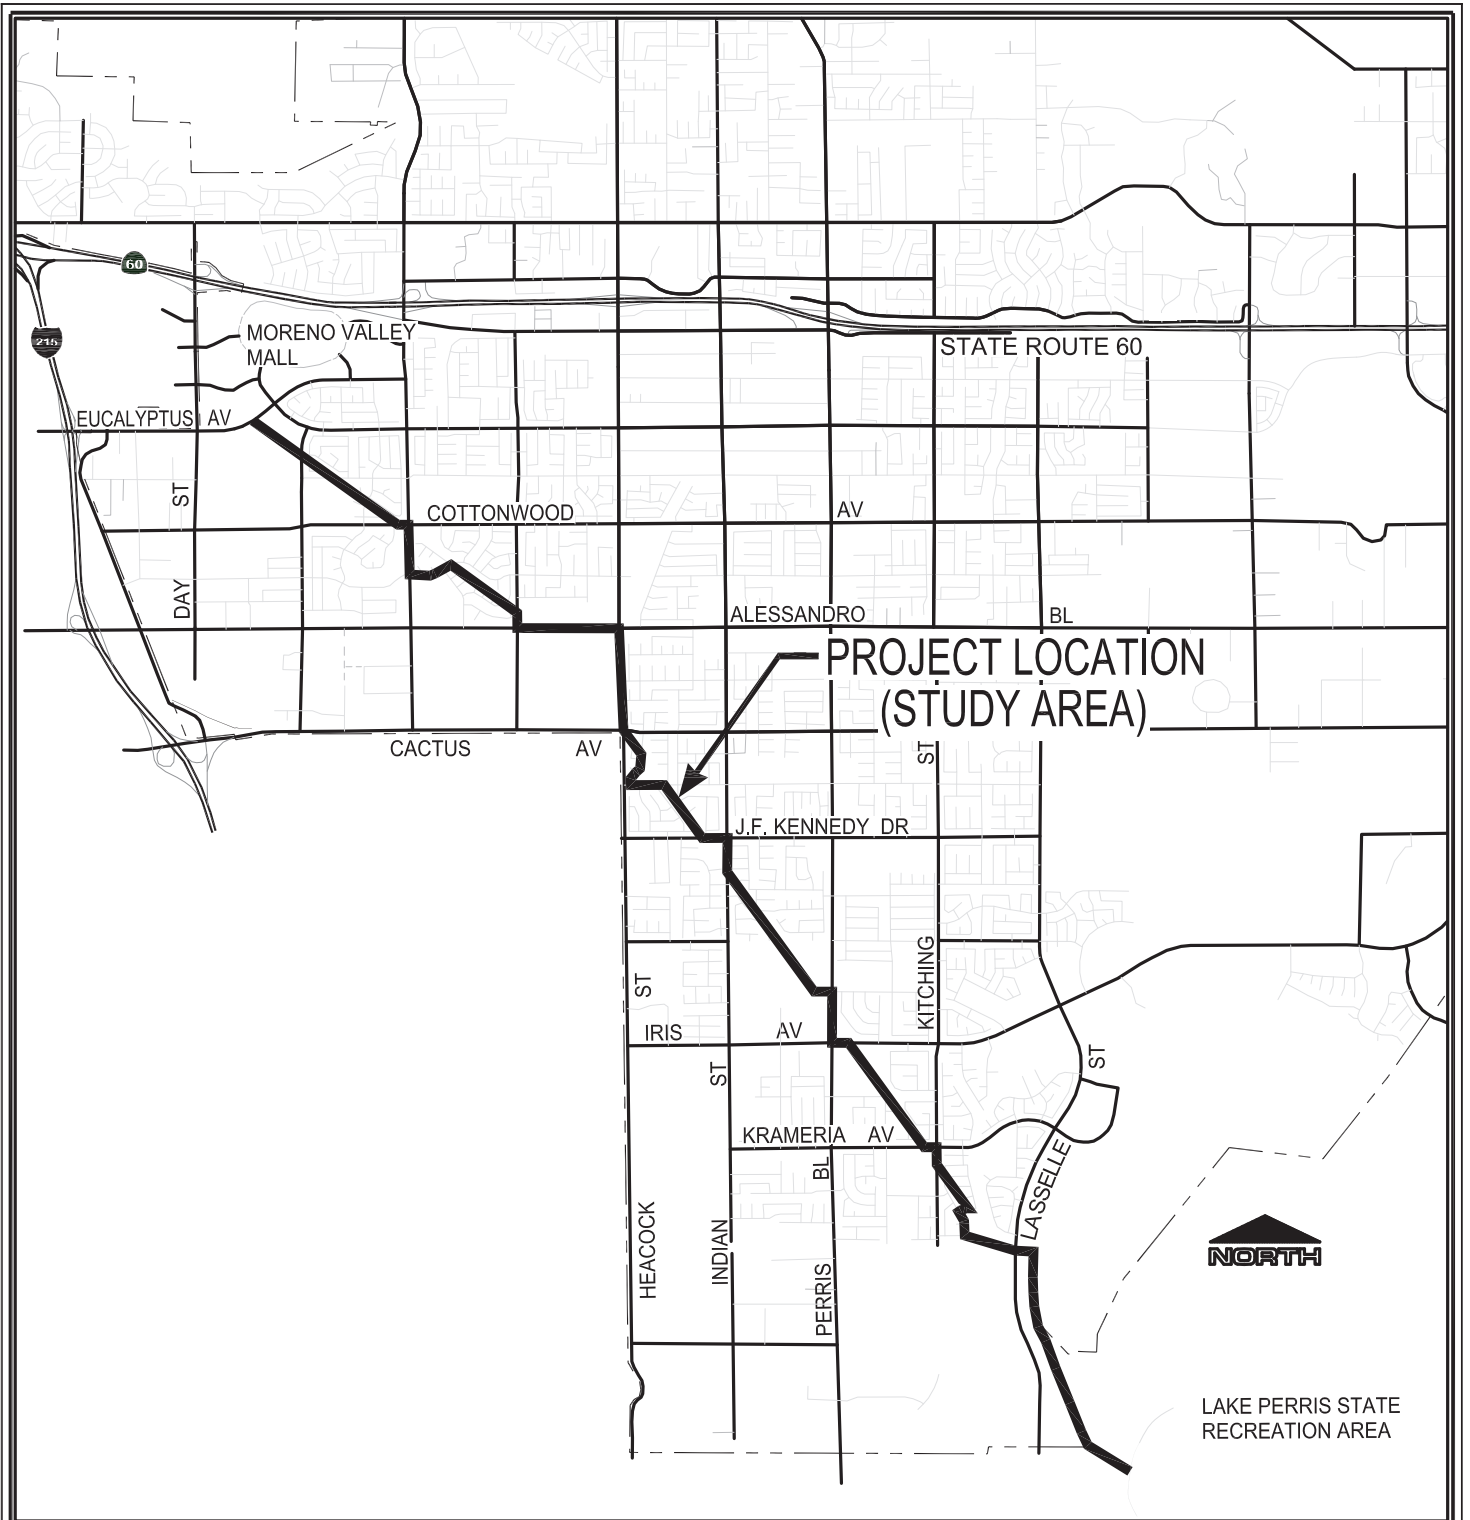 60
215
MORENO VALLEY
MALL
STATE ROUTE 60
EUCALYPTUS AV
ST
COTTONWOOD
AV
DAY
ALESSANDRO
BL
PROJECT LOCATION
(STUDY AREA)
CACTUS
AV
ST
J.F. KENNEDY DR
KITCHING
ST
IRIS
AV
ST
ST
KRAMERIA AV
BL
LASSELLE
HEACOCK
INDIAN
PERRIS
NORTH
LAKE PERRIS STATE
RECREATION AREA